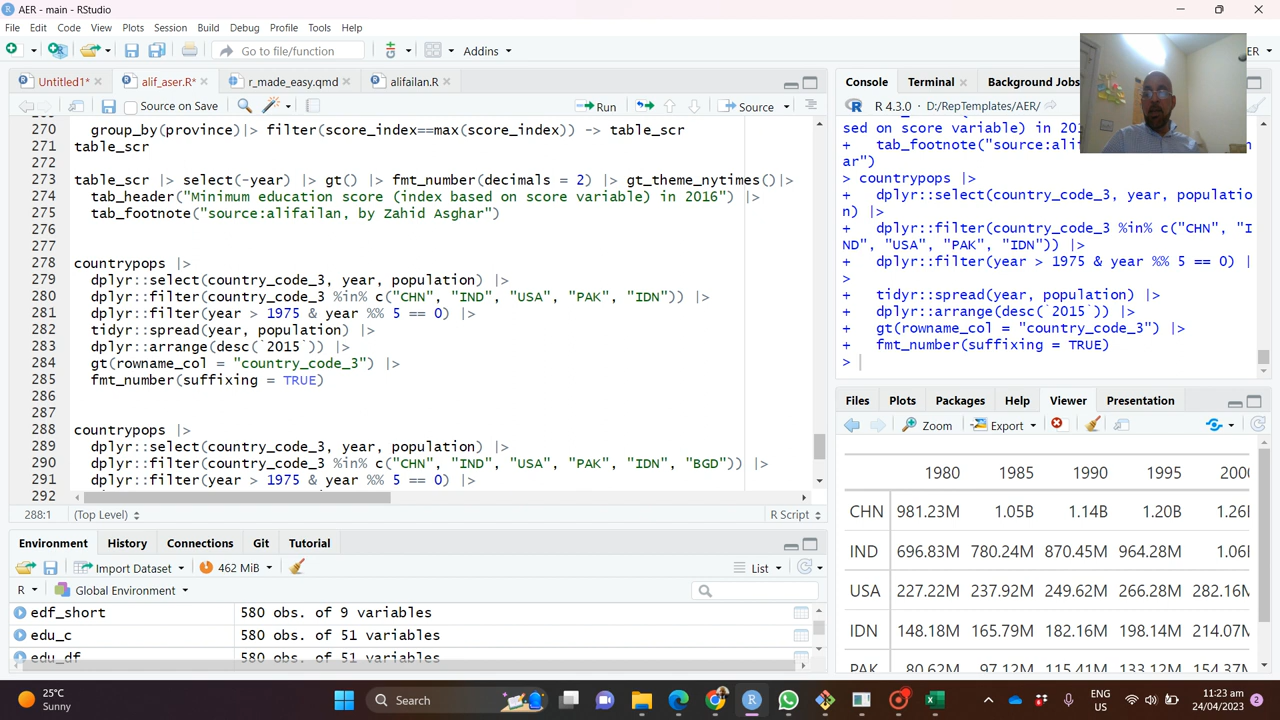 AER - main - RStudio
File Edit Code View Plots Session Build Debug Profile Tools Help
Go to file/function Addins ER
Untitled1* alif_aser.R* r_made_easy.qmd alifailan.R
Source on Save Run Source
270 group_by(province)|> filter(score_index==max(score_index)) -> table_scr
271 table_scr
272
273 table_scr |> select(-year) |> gt() |> fmt_number(decimals = 2) |> gt_theme_nytimes()|>
274 tab_header("Minimum education score (index based on score variable) in 2016") |>
275 tab_footnote("source:alifailan, by Zahid Asghar")
276
277
278 countrypops |>
279 dplyr::select(country_code_3, year, population) |>
280 dplyr::filter(country_code_3 %in% c("CHN", "IND", "USA", "PAK", "IDN")) |>
281 dplyr::filter(year > 1975 & year %% 5 == 0) |>
282 tidyr::spread(year, population) |>
283 dplyr::arrange(desc(`2015`)) |>
284 gt(rowname_col = "country_code_3") |>
285 fmt_number(suffixing = TRUE)
286
287
288 countrypops |>
289 dplyr::select(country_code_3, year, population) |>
290 dplyr::filter(country_code_3 %in% c("CHN", "IND", "USA", "PAK", "IDN", "BGD")) |>
291 dplyr::filter(year > 1975 & year %% 5 == 0) |>
292
288:1 (Top Level) R Script
Console Terminal Background Jobs
R 4.3.0 · D:/RepTemplates/AER/
sed on score variable) in 201
+ tab_footnote("source:alifailan, by Zahid Asgh
ar")
> countrypops |>
+ dplyr::select(country_code_3, year, populatio
n) |>
+ dplyr::filter(country_code_3 %in% c("CHN", "I
ND", "USA", "PAK", "IDN")) |>
+ dplyr::filter(year > 1975 & year %% 5 == 0) |
>
+ tidyr::spread(year, population) |>
+ dplyr::arrange(desc(`2015`)) |>
+ gt(rowname_col = "country_code_3") |>
+ fmt_number(suffixing = TRUE)
>
Environment History Connections Git Tutorial
Import Dataset 462 MiB List
R Global Environment
edf_short 580 obs. of 9 variables
edu_c 580 obs. of 51 variables
edu_df 580 obs. of 51 variables
Files Plots Packages Help Viewer Presentation
Zoom Export
1980 1985 1990 1995 2000
CHN 981.23M 1.05B 1.14B 1.20B 1.26
IND 696.83M 780.24M 870.45M 964.28M 1.06
USA 227.22M 237.92M 249.62M 266.28M 282.16M
IDN 148.18M 165.79M 182.16M 198.14M 214.07M
PAK 80.62M 97.12M 115.41M 133.12M 154.37M
25°C
Sunny
Search
ENG
US
11:23 am
24/04/2023